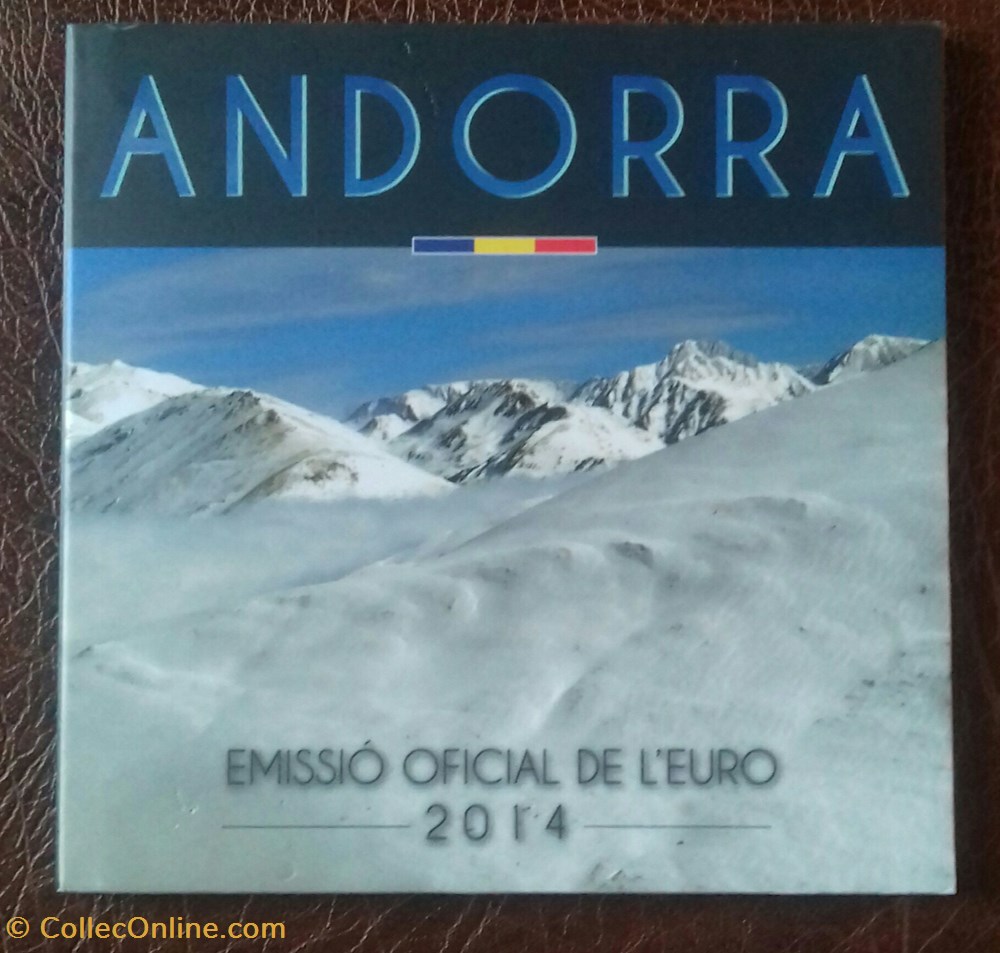 ANDORRA
EMISSIÓ OFICIAL DE L'EURO
2014
© CollecOnline.com